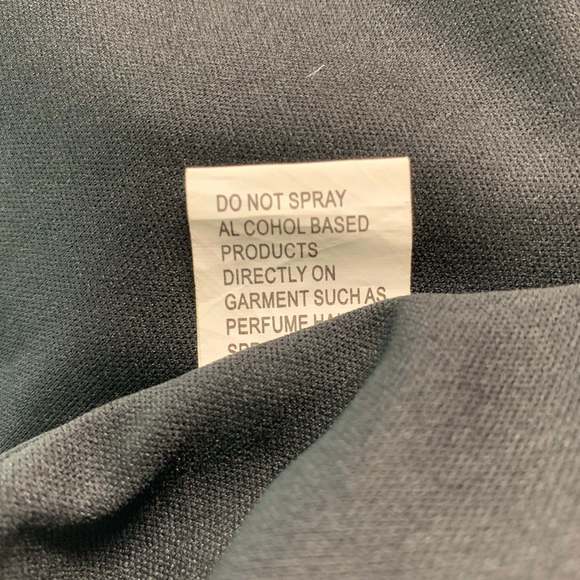 DO NOT SPRAY
AL COHOL BASED
PRODUCTS
DIRECTLY ON
GARMENT SUCH AS
PERFUME